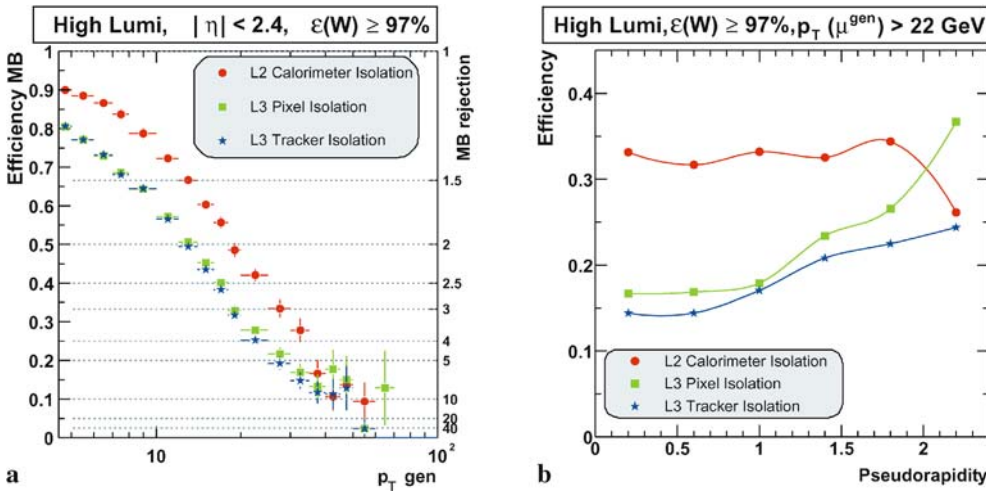 High Lumi, | η| < 2.4, ε(W) ≥ 97%
Efficiency MB
1
0.9
0.8
0.7
0.6
0.5
0.4
0.3
0.2
0.1
0
L2 Calorimeter Isolation
L3 Pixel Isolation
L3 Tracker Isolation
MB rejection
1
1.5
2
2.5
3
4
5
10
20
40
10
10²
p_T gen
a
High Lumi, ε(W) ≥ 97%, p_T (μ^gen) > 22 GeV
Efficiency
0.4
0.3
0.2
0.1
0
L2 Calorimeter Isolation
L3 Pixel Isolation
L3 Tracker Isolation
0 0.5 1 1.5 2
Pseudorapidity
b